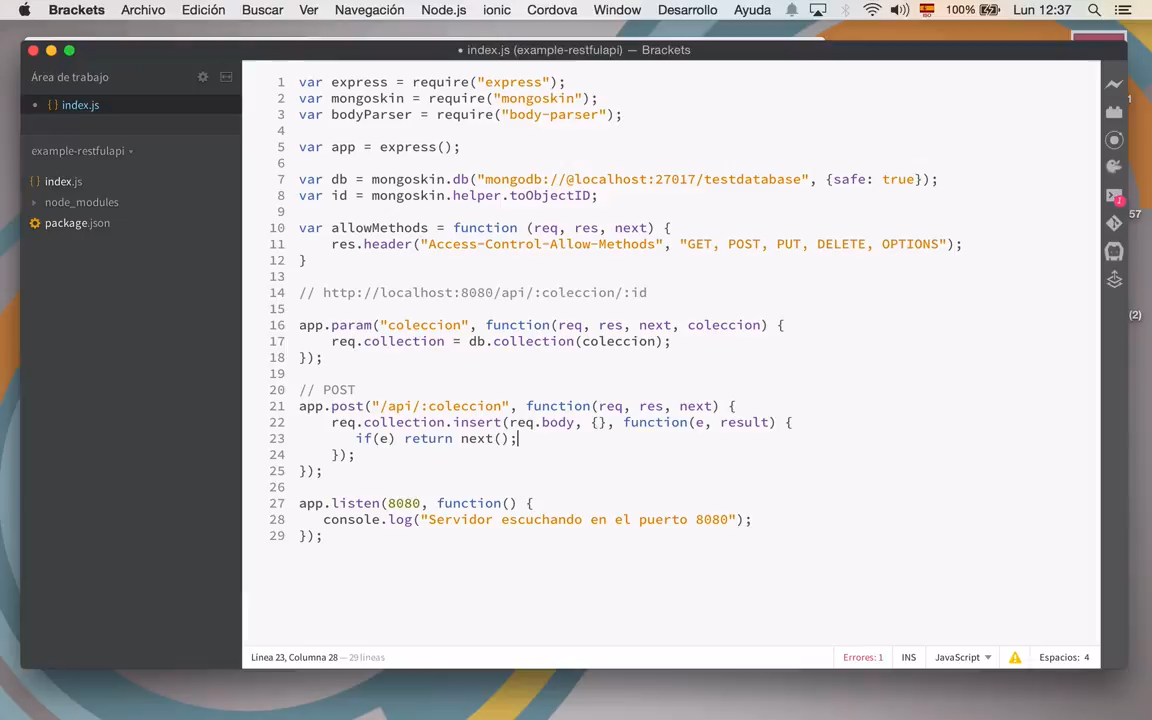 Brackets Archivo Edición Buscar Ver Navegación Node.js ionic Cordova Window Desarrollo Ayuda ISO 100% Lun 12:37
• index.js (example-restfulapi) — Brackets
Área de trabajo
• {} index.js
example-restfulapi
{} index.js
node_modules
package.json
1 var express = require("express");
2 var mongoskin = require("mongoskin");
3 var bodyParser = require("body-parser");
4
5 var app = express();
6
7 var db = mongoskin.db("mongodb://@localhost:27017/testdatabase", {safe: true});
8 var id = mongoskin.helper.toObjectID;
9
10 var allowMethods = function (req, res, next) {
11 res.header("Access-Control-Allow-Methods", "GET, POST, PUT, DELETE, OPTIONS");
12 }
13
14 // http://localhost:8080/api/:coleccion/:id
15
16 app.param("coleccion", function(req, res, next, coleccion) {
17 req.collection = db.collection(coleccion);
18 });
19
20 // POST
21 app.post("/api/:coleccion", function(req, res, next) {
22 req.collection.insert(req.body, {}, function(e, result) {
23 if(e) return next();
24 });
25 });
26
27 app.listen(8080, function() {
28 console.log("Servidor escuchando en el puerto 8080");
29 });
1
57
(2)
Línea 23, Columna 28 — 29 líneas Errores: 1 INS JavaScript Espacios: 4